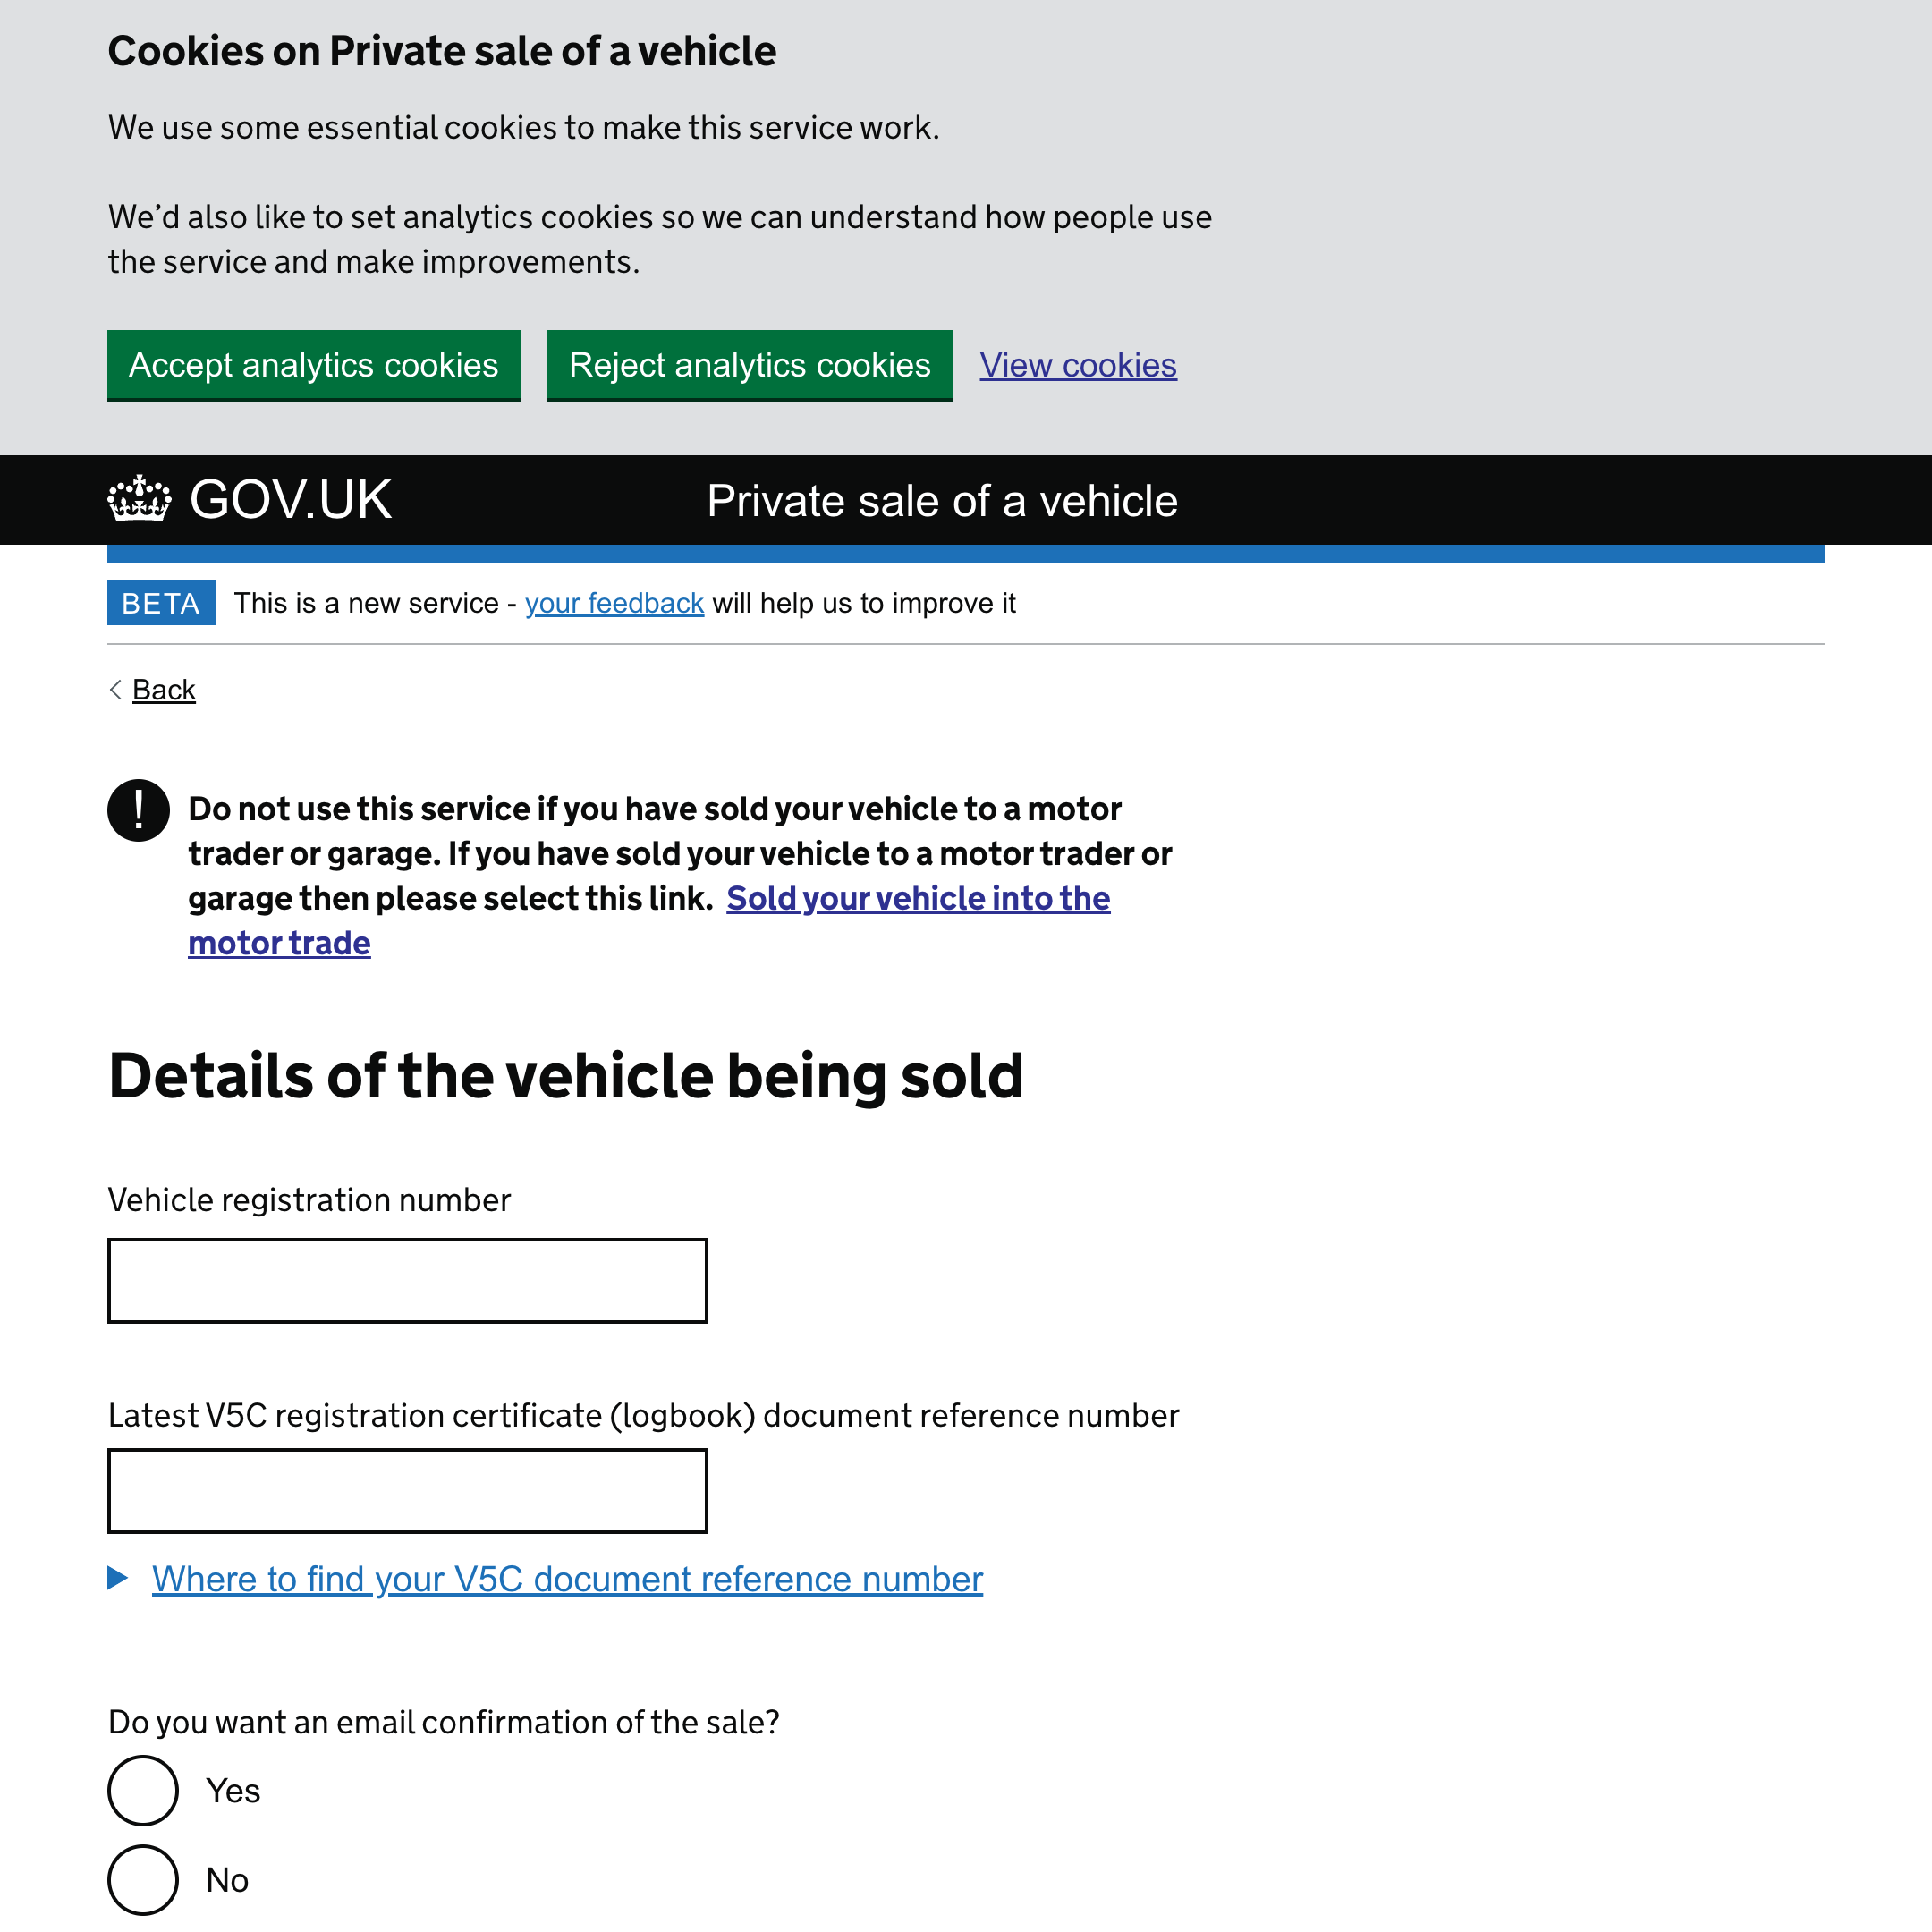 Cookies on Private sale of a vehicle
We use some essential cookies to make this service work.
We’d also like to set analytics cookies so we can understand how people use
the service and make improvements.
Accept analytics cookies
Reject analytics cookies
View cookies
GOV.UK
Private sale of a vehicle
BETA
This is a new service - your feedback will help us to improve it
Back
!
Do not use this service if you have sold your vehicle to a motor
trader or garage. If you have sold your vehicle to a motor trader or
garage then please select this link. Sold your vehicle into the
motor trade
Details of the vehicle being sold
Vehicle registration number
Latest V5C registration certificate (logbook) document reference number
Where to find your V5C document reference number
Do you want an email confirmation of the sale?
Yes
No